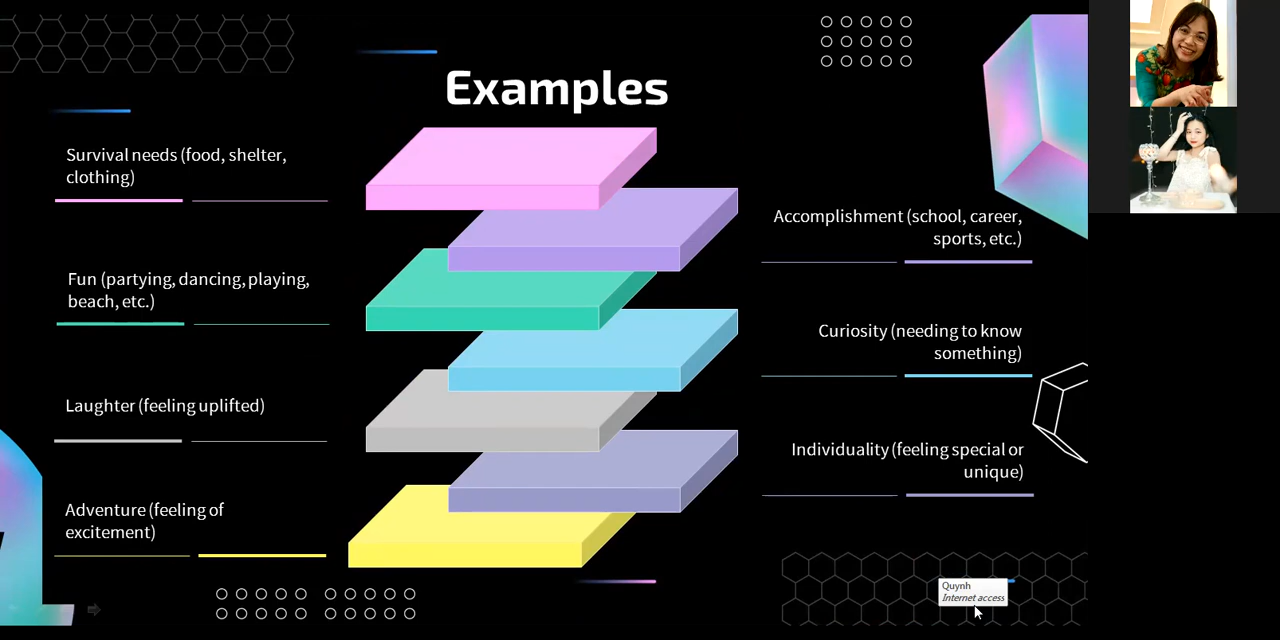 Examples
Survival needs (food, shelter,
clothing)
Accomplishment (school, career,
sports, etc.)
Fun (partying, dancing, playing,
beach, etc.)
Curiosity (needing to know
something)
Laughter (feeling uplifted)
Individuality (feeling special or
unique)
Adventure (feeling of
excitement)
Quynh
Internet access